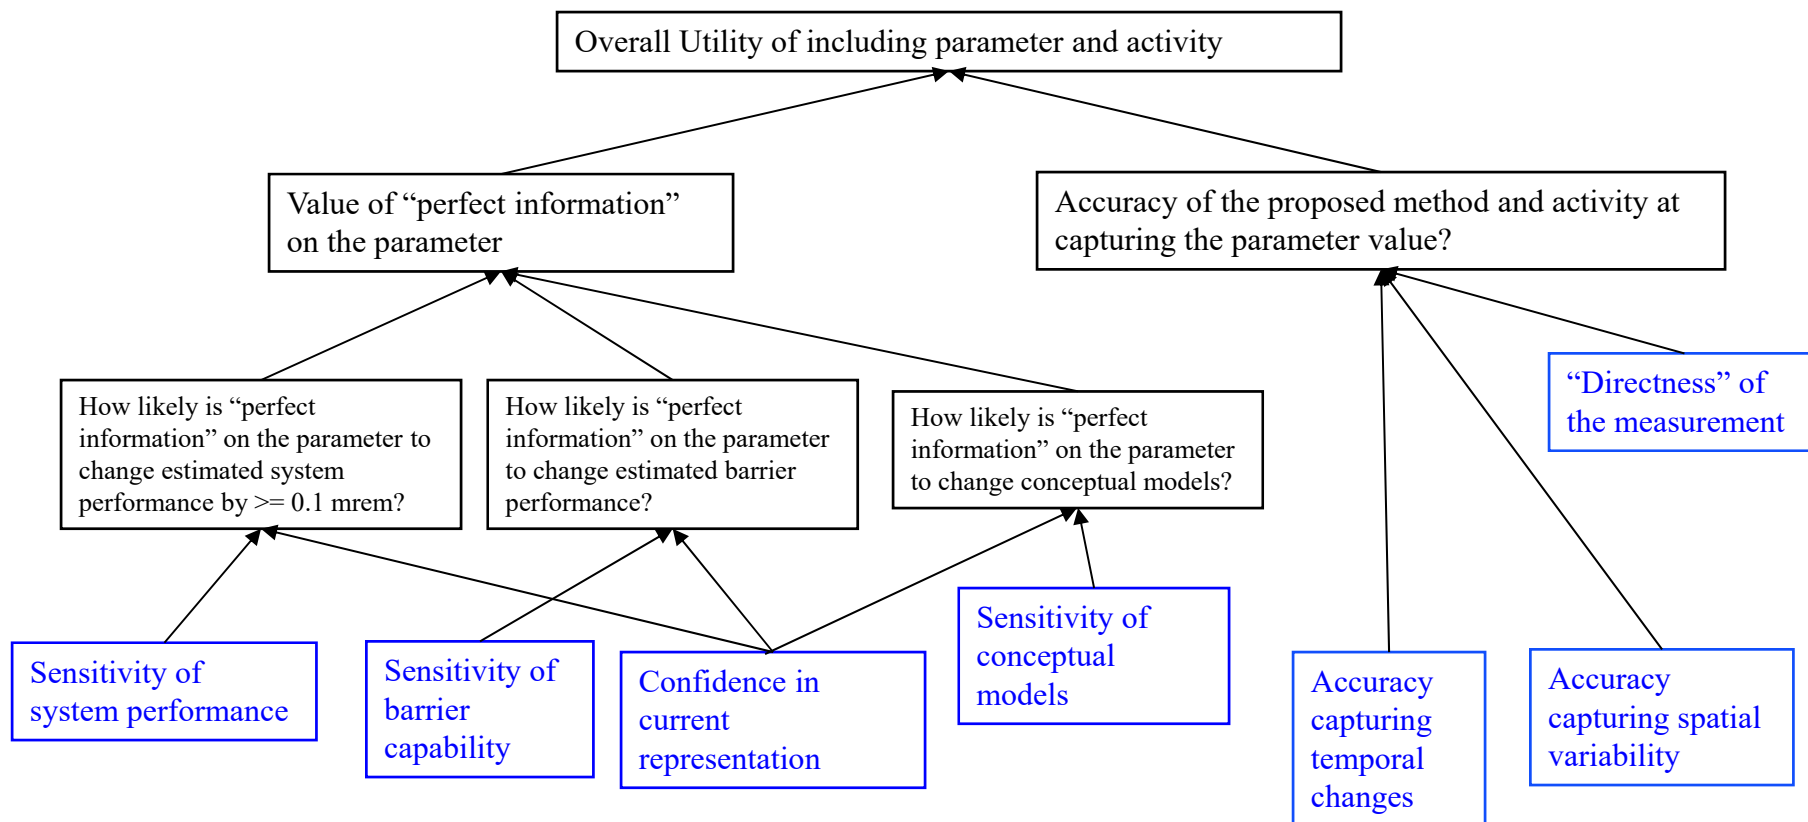 Overall Utility of including parameter and activity
Value of “perfect information”
on the parameter
Accuracy of the proposed method and activity at
capturing the parameter value?
How likely is “perfect
information” on the parameter to
change estimated system
performance by >= 0.1 mrem?
How likely is “perfect
information” on the parameter
to change estimated barrier
performance?
How likely is “perfect
information” on the parameter
to change conceptual models?
“Directness” of
the measurement
Sensitivity of
system performance
Sensitivity of
barrier
capability
Confidence in
current
representation
Sensitivity of
conceptual
models
Accuracy
capturing
temporal
changes
Accuracy
capturing spatial
variability